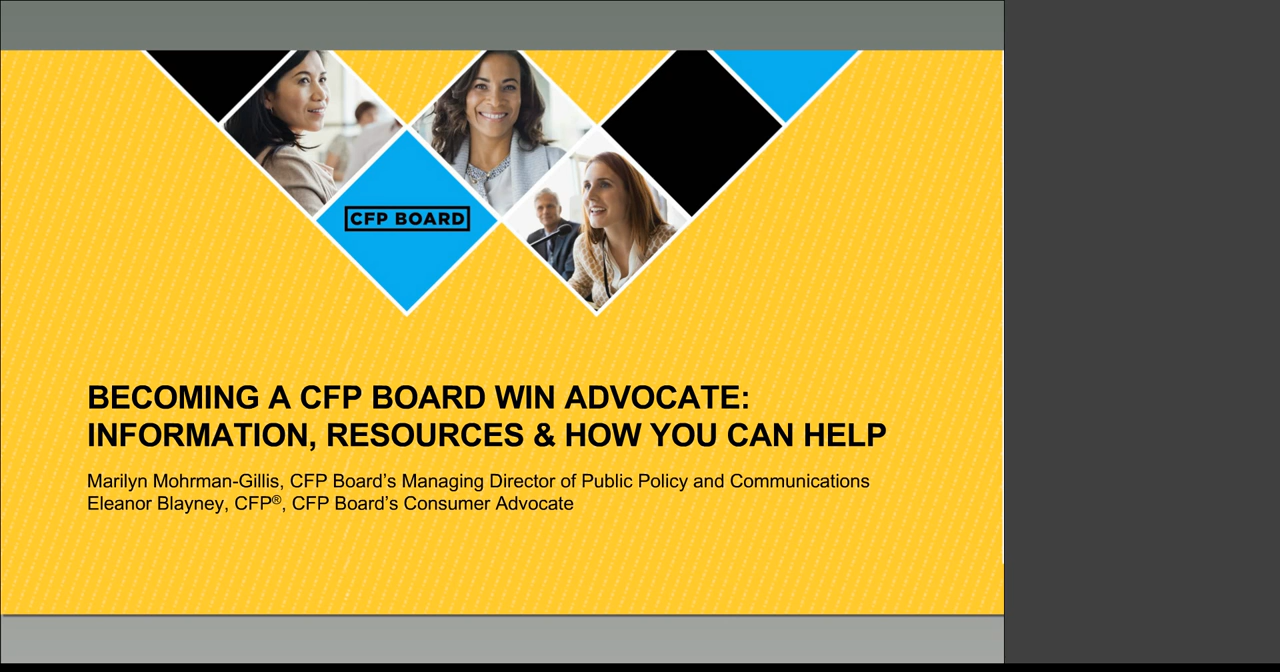 CFP BOARD
BECOMING A CFP BOARD WIN ADVOCATE:
INFORMATION, RESOURCES & HOW YOU CAN HELP
Marilyn Mohrman-Gillis, CFP Board’s Managing Director of Public Policy and Communications
Eleanor Blayney, CFP®, CFP Board’s Consumer Advocate